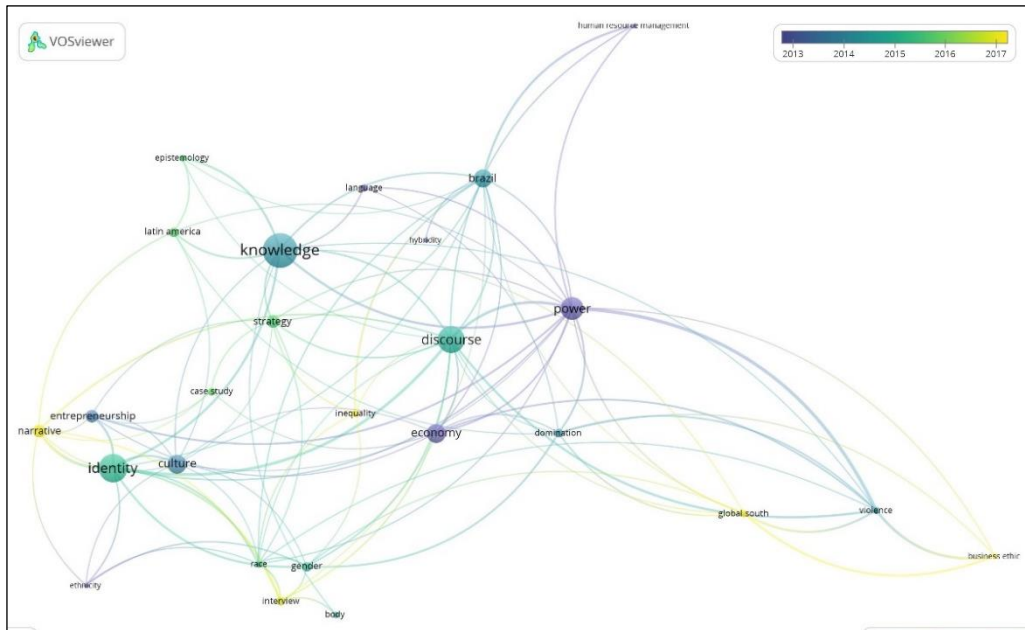 human resource management
VOSviewer
2013 2014 2015 2016 2017
epistemology
language
brazil
latin america
hybridity
knowledge
power
strategy
discourse
case study
entrepreneurship
inequality
narrative
economy
domination
identity
culture
global south
violence
business ethic
race
gender
ethnicity
interview
body